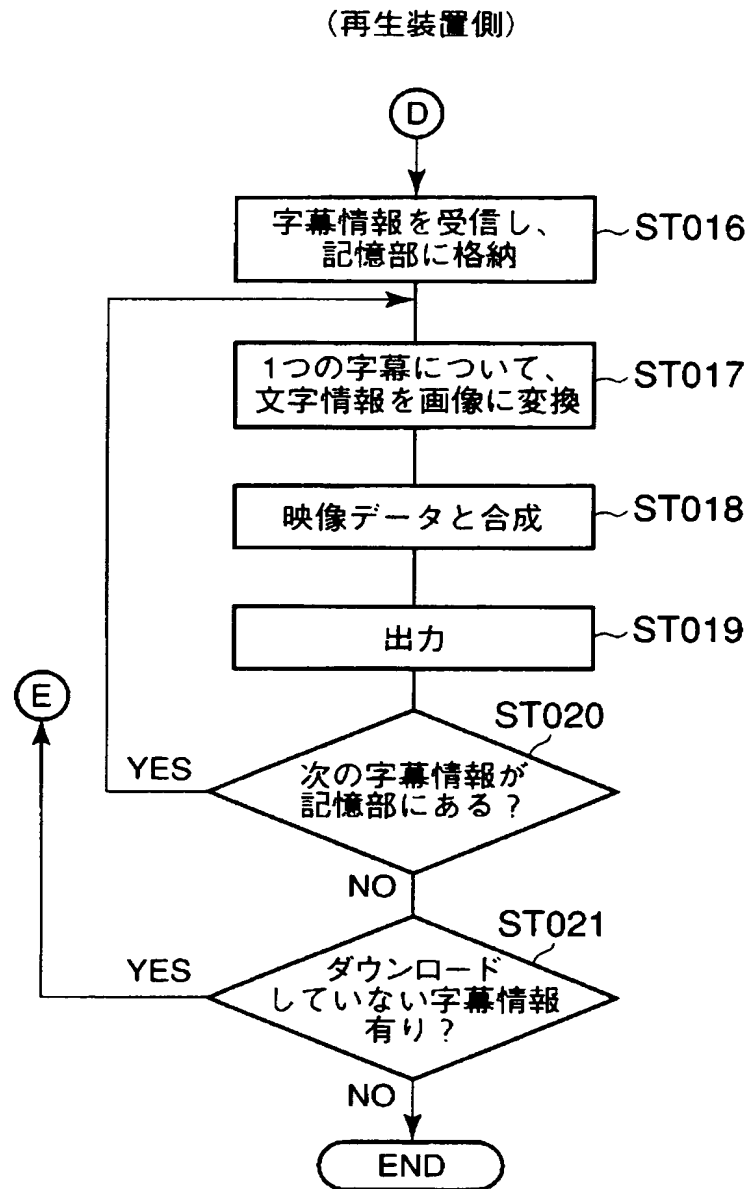 (再生装置側)
D
字幕情報を受信し、
記憶部に格納
ST016
1つの字幕について、
文字情報を画像に変換
ST017
映像データと合成
ST018
出力
ST019
E
ST020
YES
次の字幕情報が
記憶部にある?
NO
ST021
YES
ダウンロード
していない字幕情報
有り?
NO
END